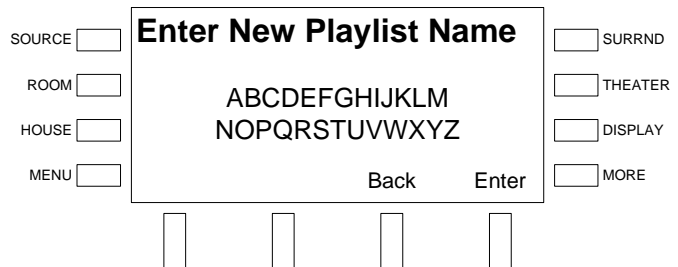 Enter New Playlist Name
SOURCE
SURRND
ROOM
THEATER
ABCDEFGHIJKLM
HOUSE
NOPQRSTUVWXYZ
DISPLAY
MENU
Back Enter
MORE